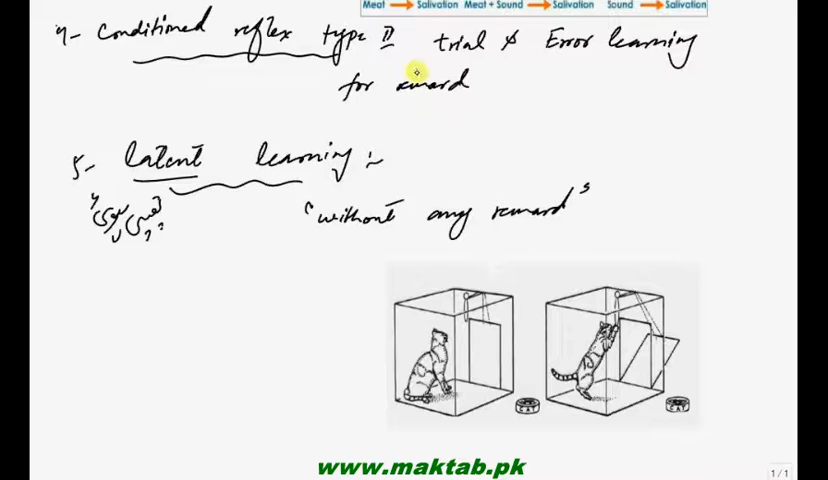 Meat → Salivation Meat + Sound → Salivation Sound → Salivation
4- Conditioned reflex type II trial & Error learning
for reward
5- latent learning :-
"without any reward"
CAT CAT
www.maktab.pk
1/1